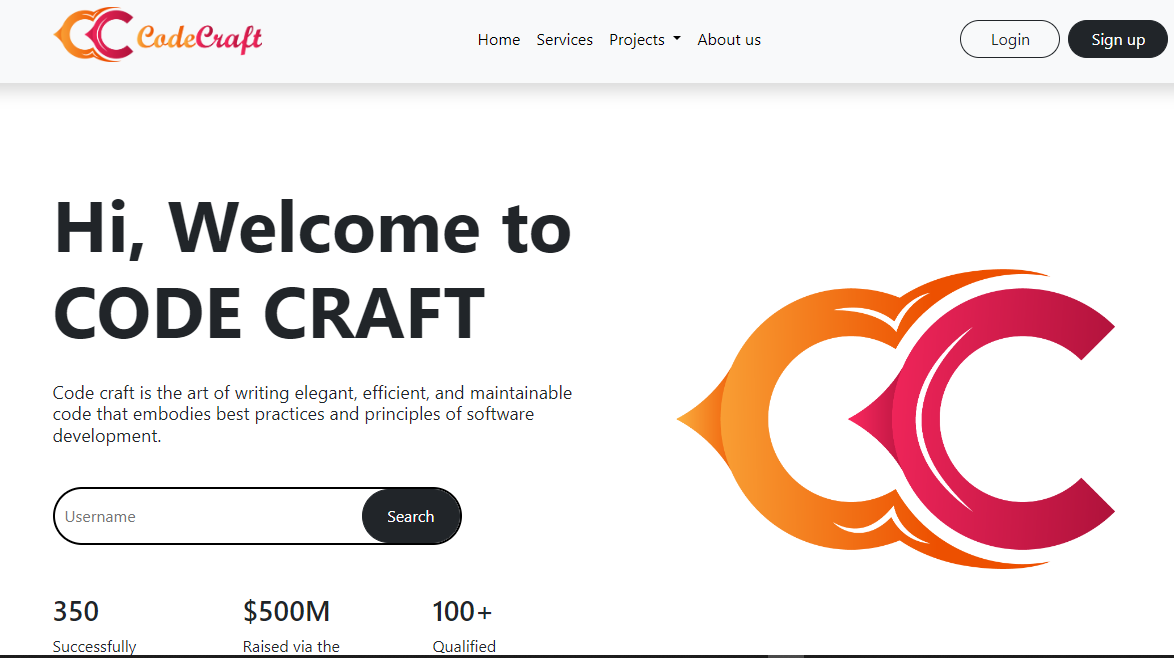 CodeCraft
Home Services Projects About us
Login
Sign up
Hi, Welcome to
CODE CRAFT
Code craft is the art of writing elegant, efficient, and maintainable
code that embodies best practices and principles of software
development.
Username
Search
350 $500M 100+
Successfully Raised via the Qualified